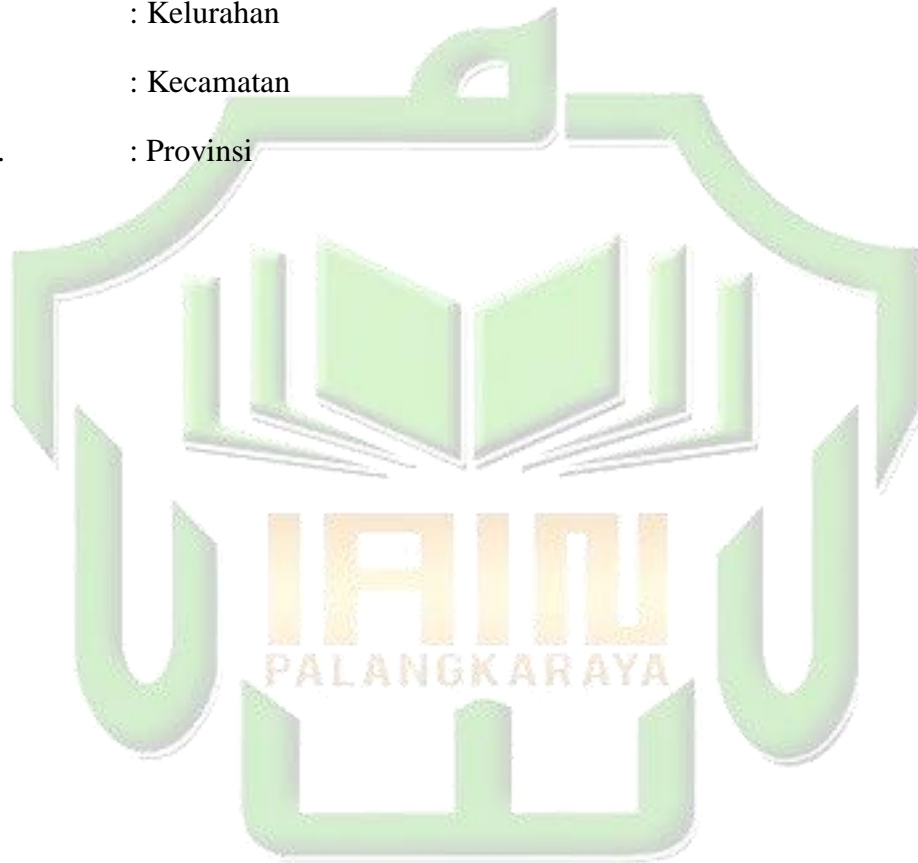 : Kelurahan
: Kecamatan
. : Provinsi
IAIN
PALANGKARAYA